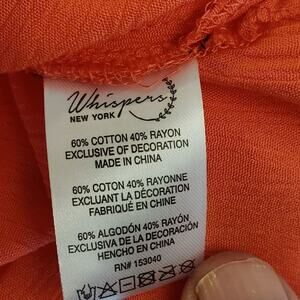 Whispers
NEW YORK
60% COTTON 40% RAYON
EXCLUSIVE OF DECORATION
MADE IN CHINA
60% COTON 40% RAYONNE
EXCLUANT LA DÉCORATION
FABRIQUÉ EN CHINE
60% ALGODÓN 40% RAYÓN
EXCLUSIVA DE LA DECORACIÓN
HENCHO EN CHINA
RN# 153040